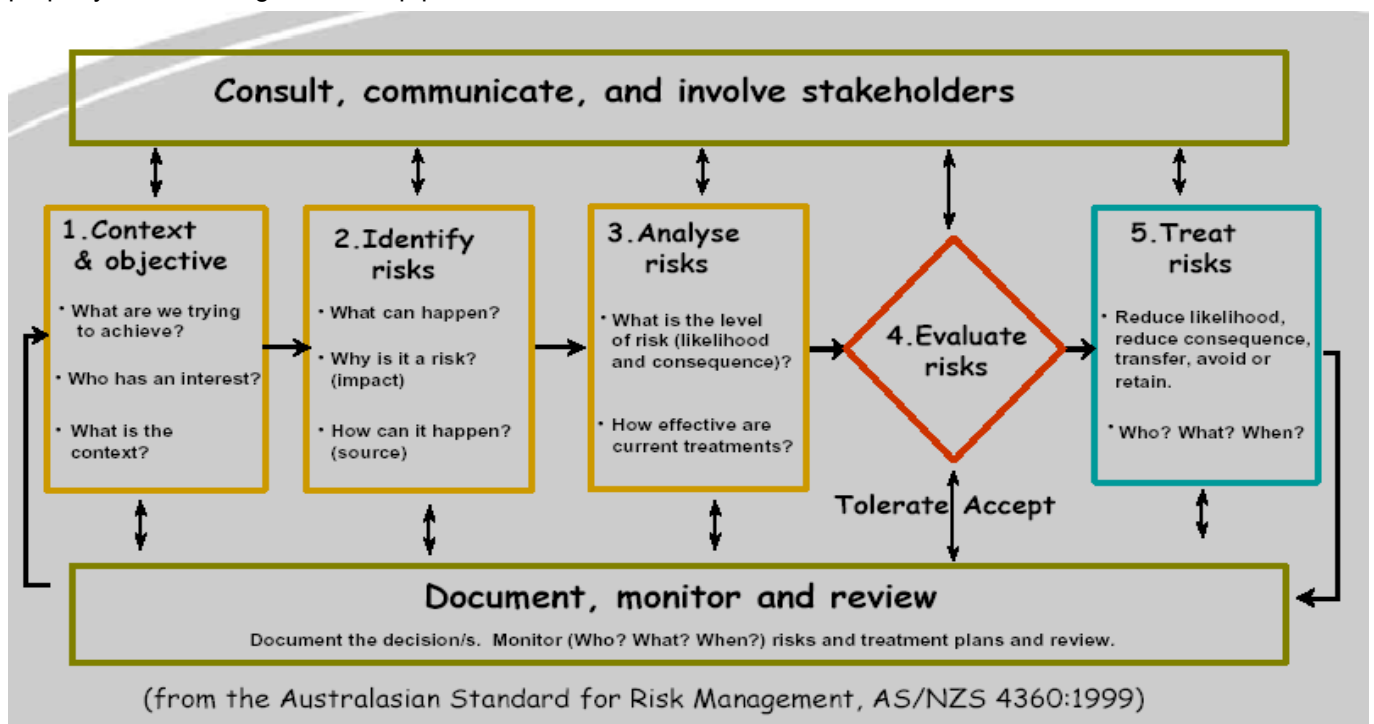 Consult, communicate, and involve stakeholders
1.Context
& objective
• What are we trying
to achieve?
• Who has an interest?
• What is the
context?
2.Identify
risks
• What can happen?
• Why is it a risk?
(impact)
• How can it happen?
(source)
3.Analyse
risks
• What is the level
of risk (likelihood
and consequence)?
• How effective are
current treatments?
4.Evaluate
risks
Tolerate Accept
5.Treat
risks
• Reduce likelihood,
reduce consequence,
transfer, avoid or
retain.
• Who? What? When?
Document, monitor and review
Document the decision/s. Monitor (Who? What? When?) risks and treatment plans and review.
(from the Australasian Standard for Risk Management, AS/NZS 4360:1999)